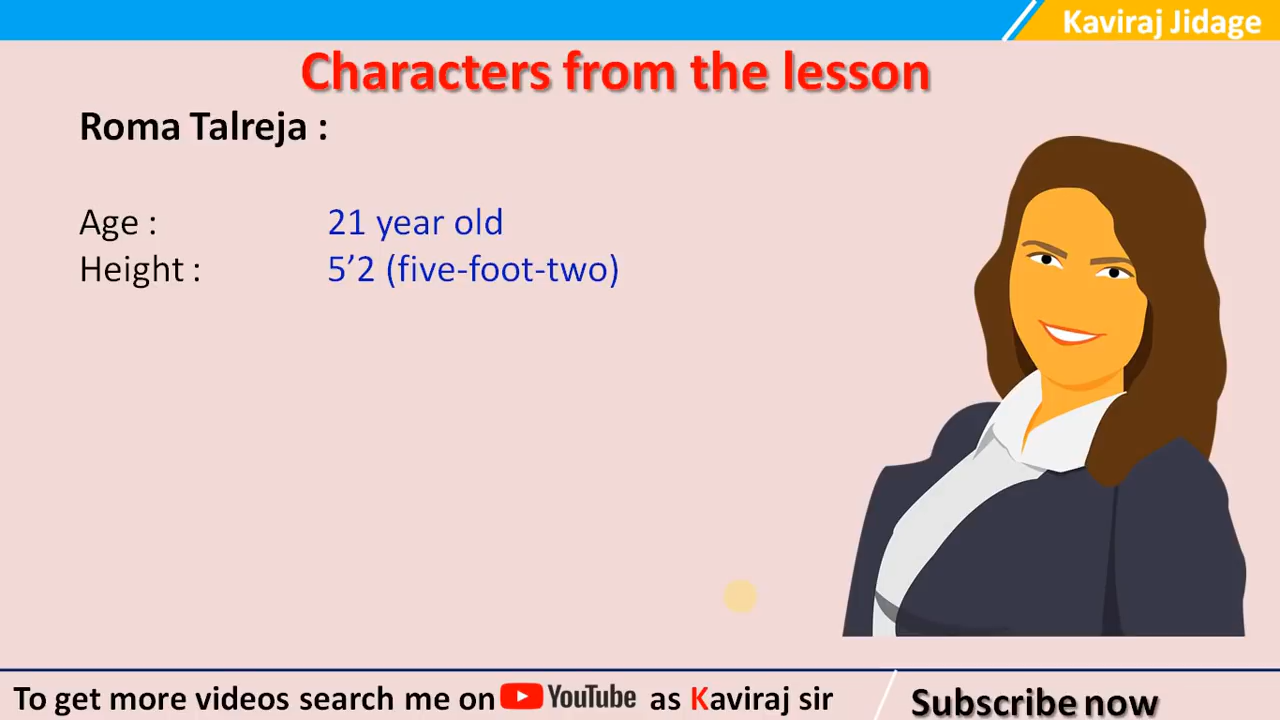 Kaviraj Jidage
Characters from the lesson
Roma Talreja :
Age : 21 year old
Height : 5’2 (five-foot-two)
To get more videos search me on YouTube as Kaviraj sir
Subscribe now